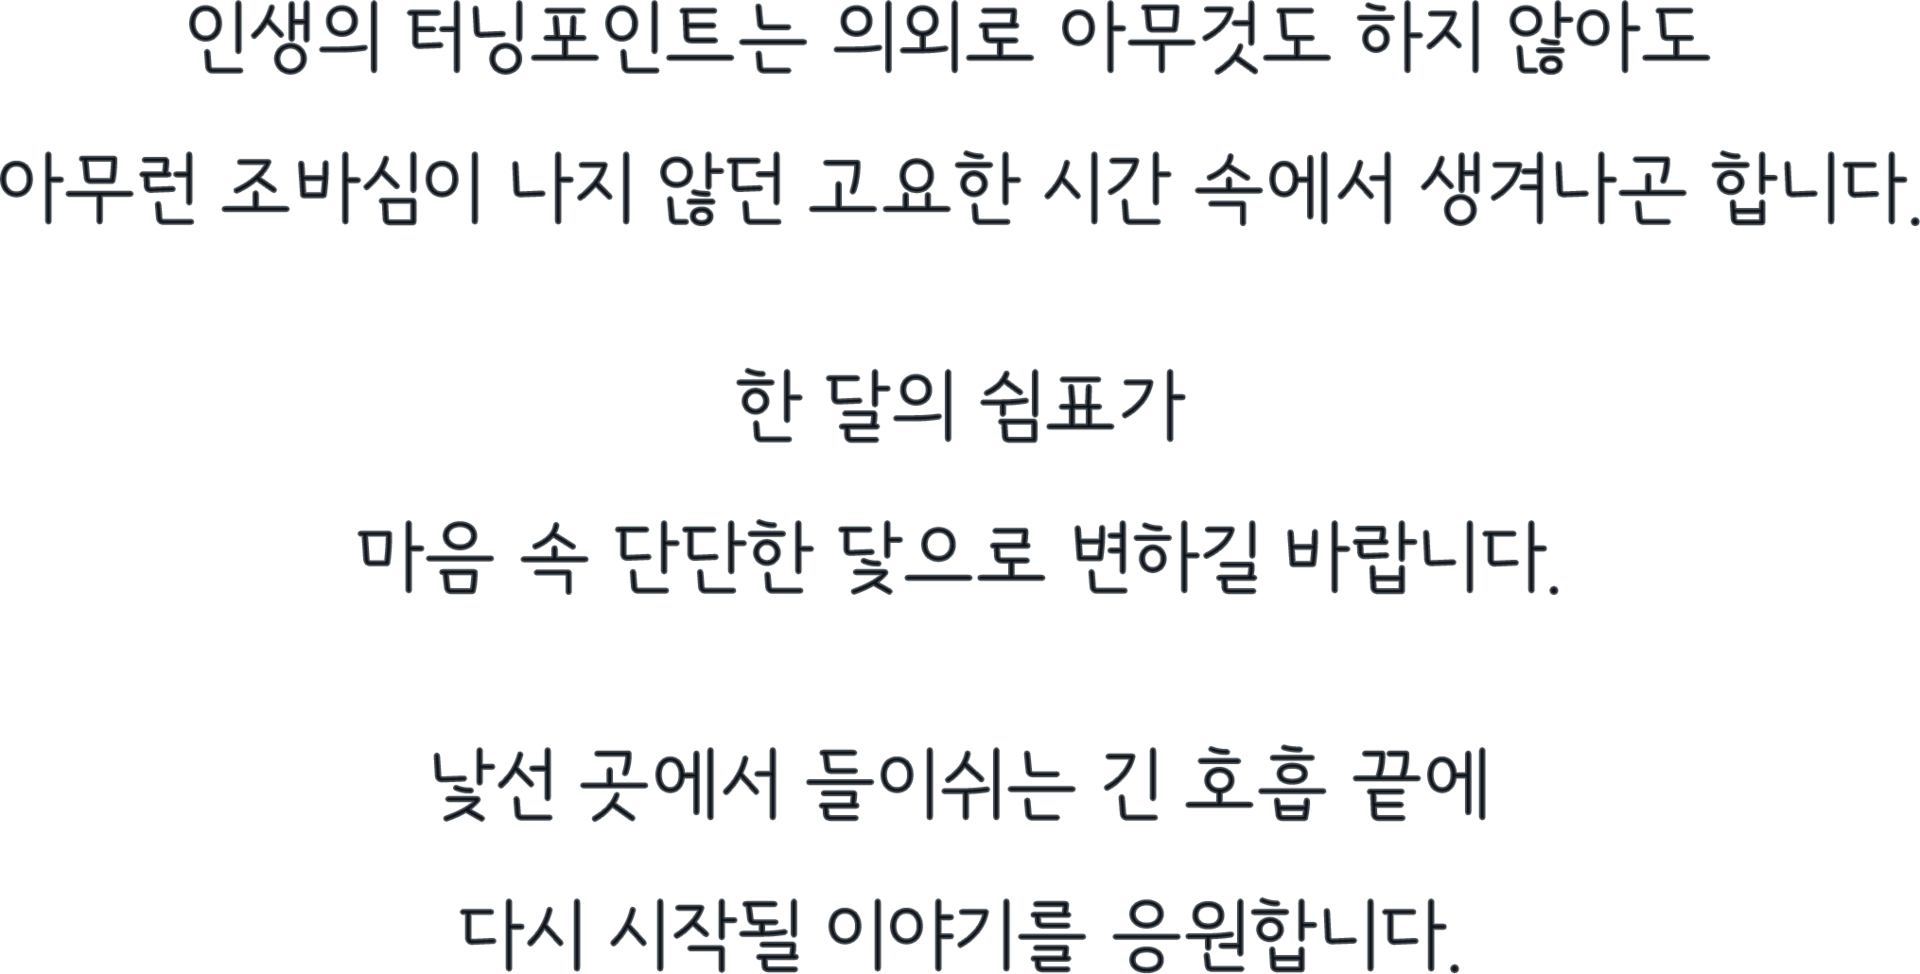 인생의 터닝포인트는 의외로 아무것도 하지 않아도
아무런 조바심이 나지 않던 고요한 시간 속에서 생겨나곤 합니다.
한 달의 쉼표가
마음 속 단단한 닻으로 변하길 바랍니다.
낯선 곳에서 들이쉬는 긴 호흡 끝에
다시 시작될 이야기를 응원합니다.